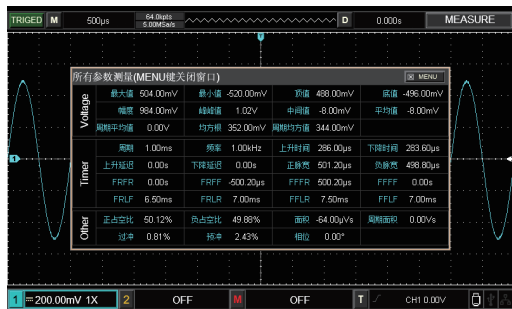 TRIGED M 500μs 64.0kpts 5.00MSa/s D 0.000s MEASURE
所有参数测量(MENU键关闭窗口) MENU
Voltage
最大值 504.00mV 最小值 -520.00mV 顶值 488.00mV 底值 -496.00mV
幅度 984.00mV 峰峰值 1.02V 中间值 -8.00mV 平均值 -8.00mV
周期平均值 0.00V 均方根 352.00mV 周期均方值 344.00mV
Timer
周期 1.00ms 频率 1.00kHz 上升时间 286.00μs 下降时间 283.60μs
上升延迟 0.00s 下降延迟 0.00s 正脉宽 501.20μs 负脉宽 498.80μs
FRFR 0.00s FRFF -500.20μs FFFR 500.20μs FFFF 0.00s
FRLF 6.50ms FRLR 7.00ms FFLR 7.50ms FFLF 7.00ms
Other
正占空比 50.12% 负占空比 49.88% 面积 -64.00μVs 周期面积 0.00Vs
过冲 0.81% 预冲 2.43% 相位 0.00°
1 200.00mV 1X 2 OFF M OFF T CH1 0.00V